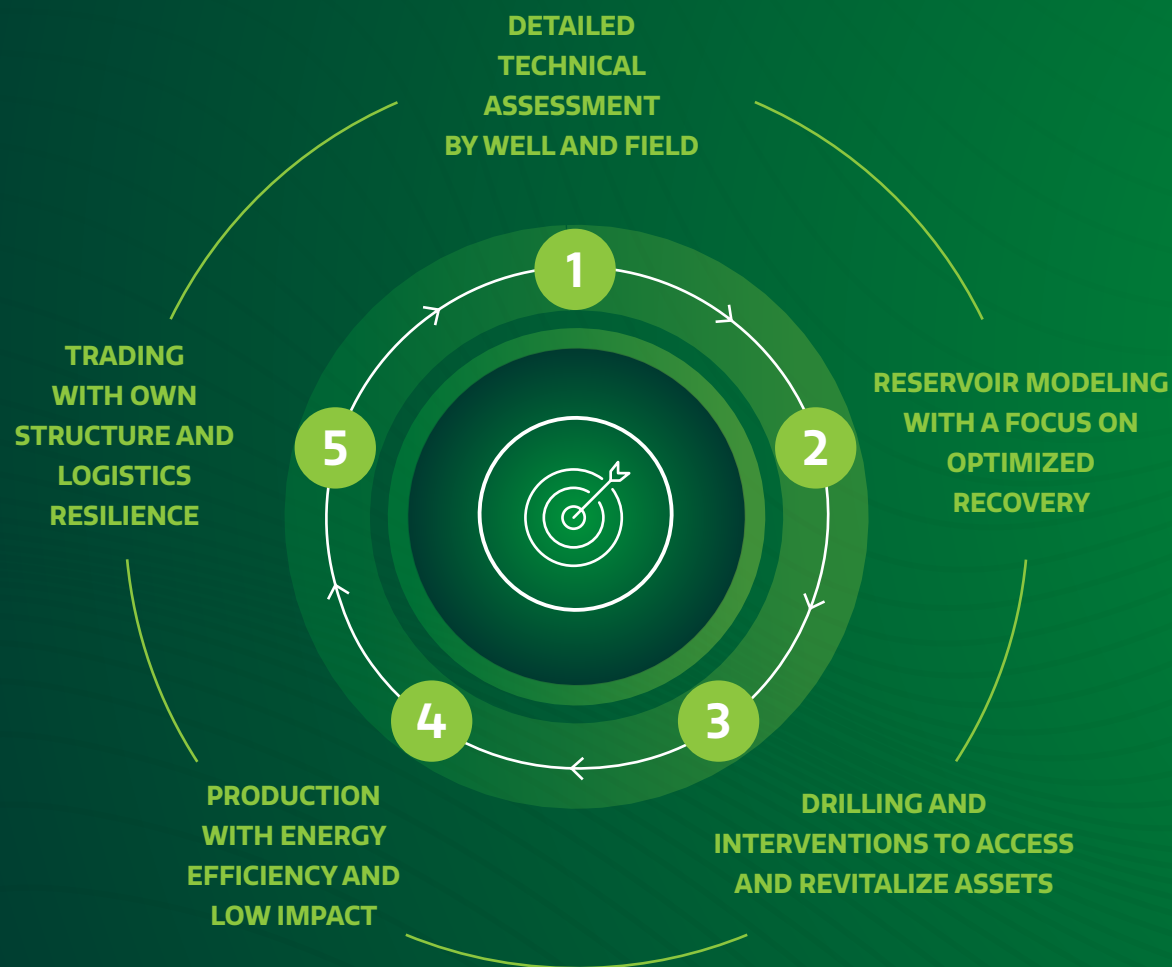 DETAILED
TECHNICAL
ASSESSMENT
BY WELL AND FIELD
1
RESERVOIR MODELING
WITH A FOCUS ON
OPTIMIZED
RECOVERY
2
DRILLING AND
INTERVENTIONS TO ACCESS
AND REVITALIZE ASSETS
3
PRODUCTION
WITH ENERGY
EFFICIENCY AND
LOW IMPACT
4
TRADING
WITH OWN
STRUCTURE AND
LOGISTICS
RESILIENCE
5